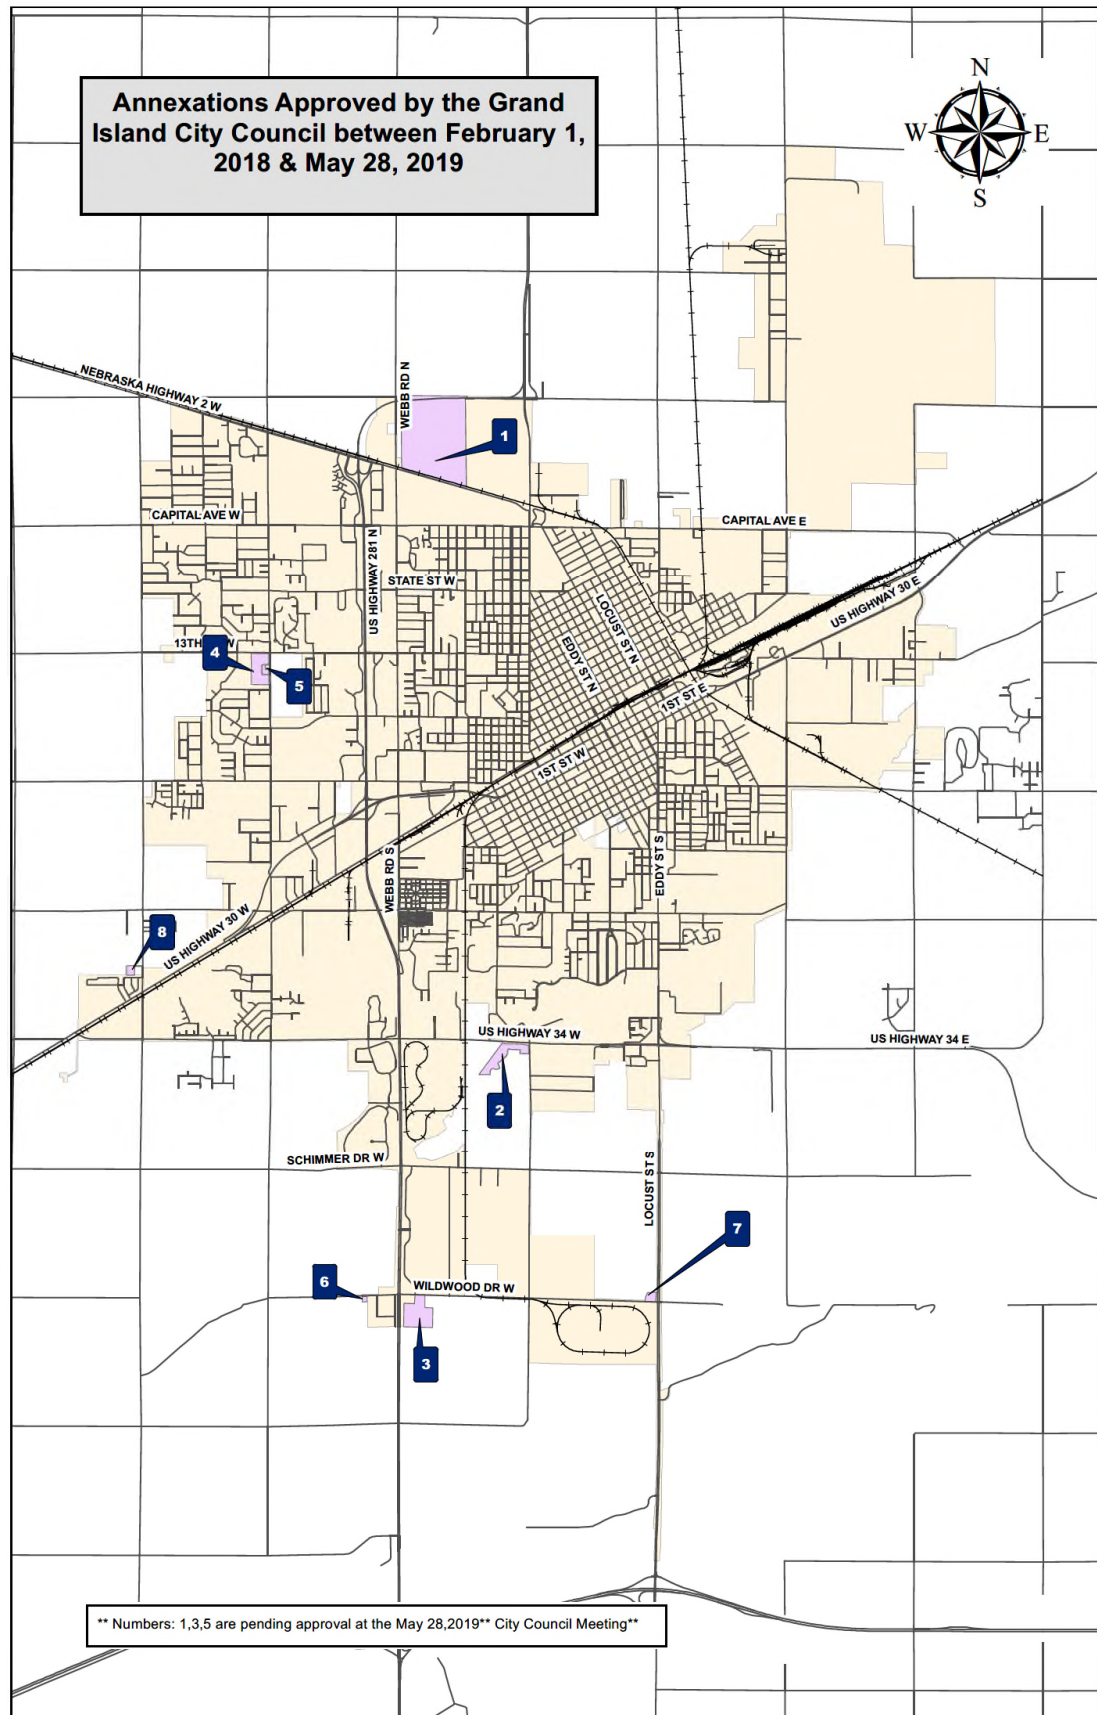 Annexations Approved by the Grand
Island City Council between February 1,
2018 & May 28, 2019
N
W
E
S
NEBRASKA HIGHWAY 2 W
WEBB RD N
1
CAPITAL AVE W
CAPITAL AVE E
US HIGHWAY 281 N
STATE ST W
US HIGHWAY 30 E
LOCUST ST N
EDDY ST N
13TH
W
4
5
1ST ST E
1ST ST W
WEBB RD S
EDDY ST S
8
US HIGHWAY 30 W
US HIGHWAY 34 W
US HIGHWAY 34 E
2
SCHIMMER DR W
LOCUST ST S
7
6
WILDWOOD DR W
3
** Numbers: 1,3,5 are pending approval at the May 28,2019** City Council Meeting**